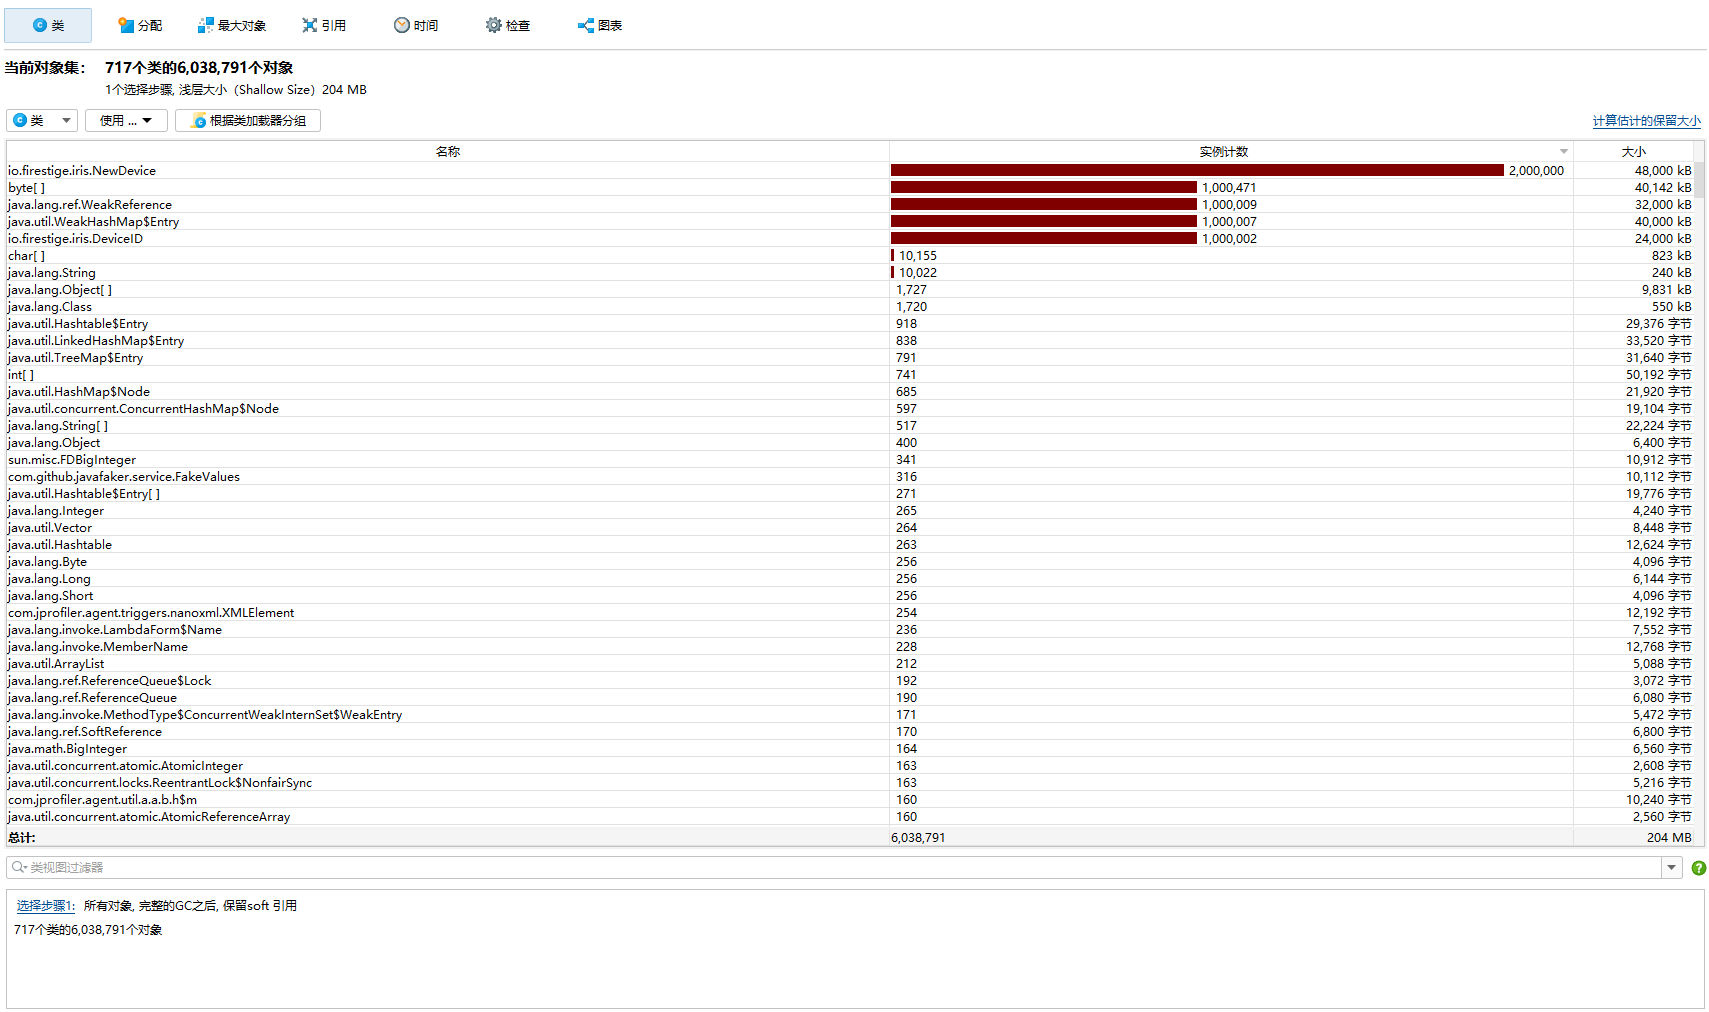 类 分配 最大对象 引用 时间 检查 图表
当前对象集： 717个类的6,038,791个对象
1个选择步骤, 浅层大小（Shallow Size）204 MB
类 使用 ... 根据类加载器分组 计算估计的保留大小
名称 实例计数 大小
io.firestige.iris.NewDevice 2,000,000 48,000 kB
byte[ ] 1,000,471 40,142 kB
java.lang.ref.WeakReference 1,000,009 32,000 kB
java.util.WeakHashMap$Entry 1,000,007 40,000 kB
io.firestige.iris.DeviceID 1,000,002 24,000 kB
char[ ] 10,155 823 kB
java.lang.String 10,022 240 kB
java.lang.Object[ ] 1,727 9,831 kB
java.lang.Class 1,720 550 kB
java.util.Hashtable$Entry 918 29,376 字节
java.util.LinkedHashMap$Entry 838 33,520 字节
java.util.TreeMap$Entry 791 31,640 字节
int[ ] 741 50,192 字节
java.util.HashMap$Node 685 21,920 字节
java.util.concurrent.ConcurrentHashMap$Node 597 19,104 字节
java.lang.String[ ] 517 22,224 字节
java.lang.Object 400 6,400 字节
sun.misc.FDBigInteger 341 10,912 字节
com.github.javafaker.service.FakeValues 316 10,112 字节
java.util.Hashtable$Entry[ ] 271 19,776 字节
java.lang.Integer 265 4,240 字节
java.util.Vector 264 8,448 字节
java.util.Hashtable 263 12,624 字节
java.lang.Byte 256 4,096 字节
java.lang.Long 256 6,144 字节
java.lang.Short 256 4,096 字节
com.jprofiler.agent.triggers.nanoxml.XMLElement 254 12,192 字节
java.lang.invoke.LambdaForm$Name 236 7,552 字节
java.lang.invoke.MemberName 228 12,768 字节
java.util.ArrayList 212 5,088 字节
java.lang.ref.ReferenceQueue$Lock 192 3,072 字节
java.lang.ref.ReferenceQueue 190 6,080 字节
java.lang.invoke.MethodType$ConcurrentWeakInternSet$WeakEntry 171 5,472 字节
java.lang.ref.SoftReference 170 6,800 字节
java.math.BigInteger 164 6,560 字节
java.util.concurrent.atomic.AtomicInteger 163 2,608 字节
java.util.concurrent.locks.ReentrantLock$NonfairSync 163 5,216 字节
com.jprofiler.agent.util.a.a.b.h$m 160 10,240 字节
java.util.concurrent.atomic.AtomicReferenceArray 160 2,560 字节
总计: 6,038,791 204 MB
类视图过滤器
选择步骤1: 所有对象, 完整的GC之后, 保留soft 引用
717个类的6,038,791个对象